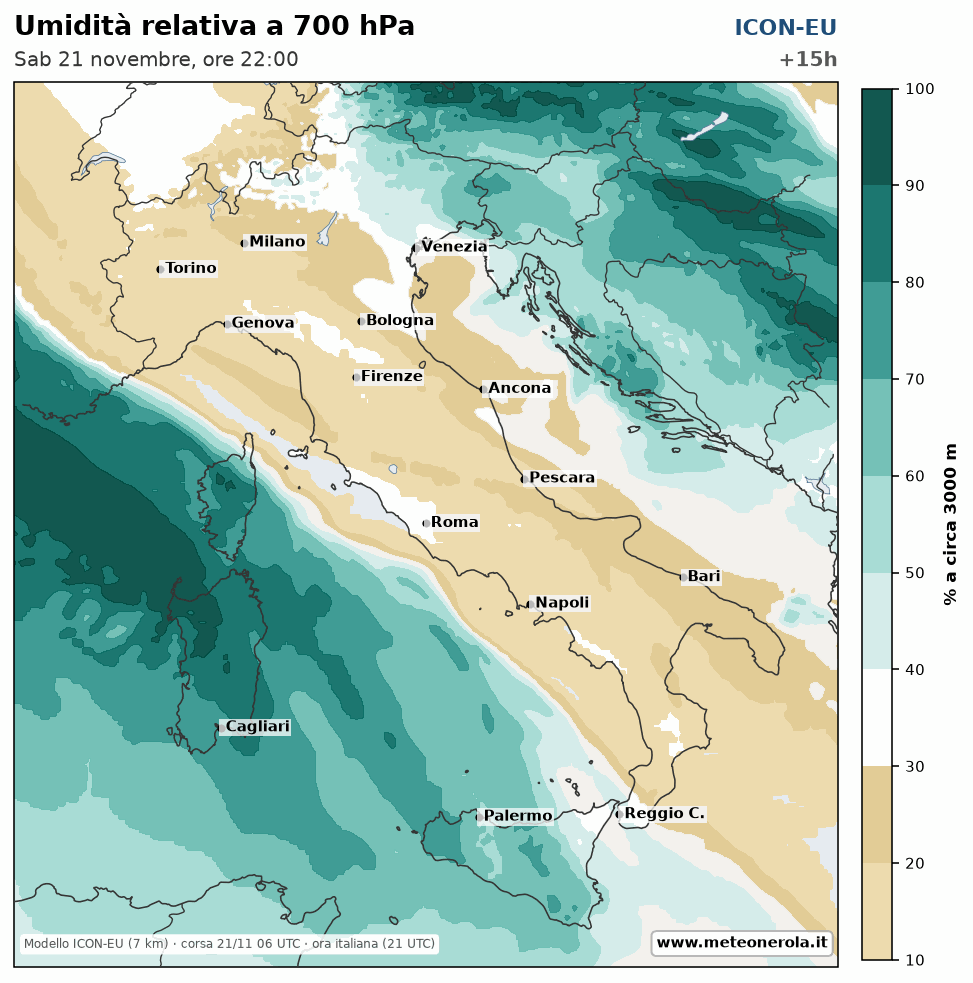 Umidità relativa a 700 hPa
ICON-EU
Sab 21 novembre, ore 22:00
+15h
100
90
80
70
60
50
40
30
20
10
% a circa 3000 m
Milano
Venezia
Torino
Genova
Bologna
Firenze
Ancona
Pescara
Roma
Bari
Napoli
Cagliari
Palermo
Reggio C.
Modello ICON-EU (7 km) · corsa 21/11 06 UTC · ora italiana (21 UTC)
www.meteonerola.it